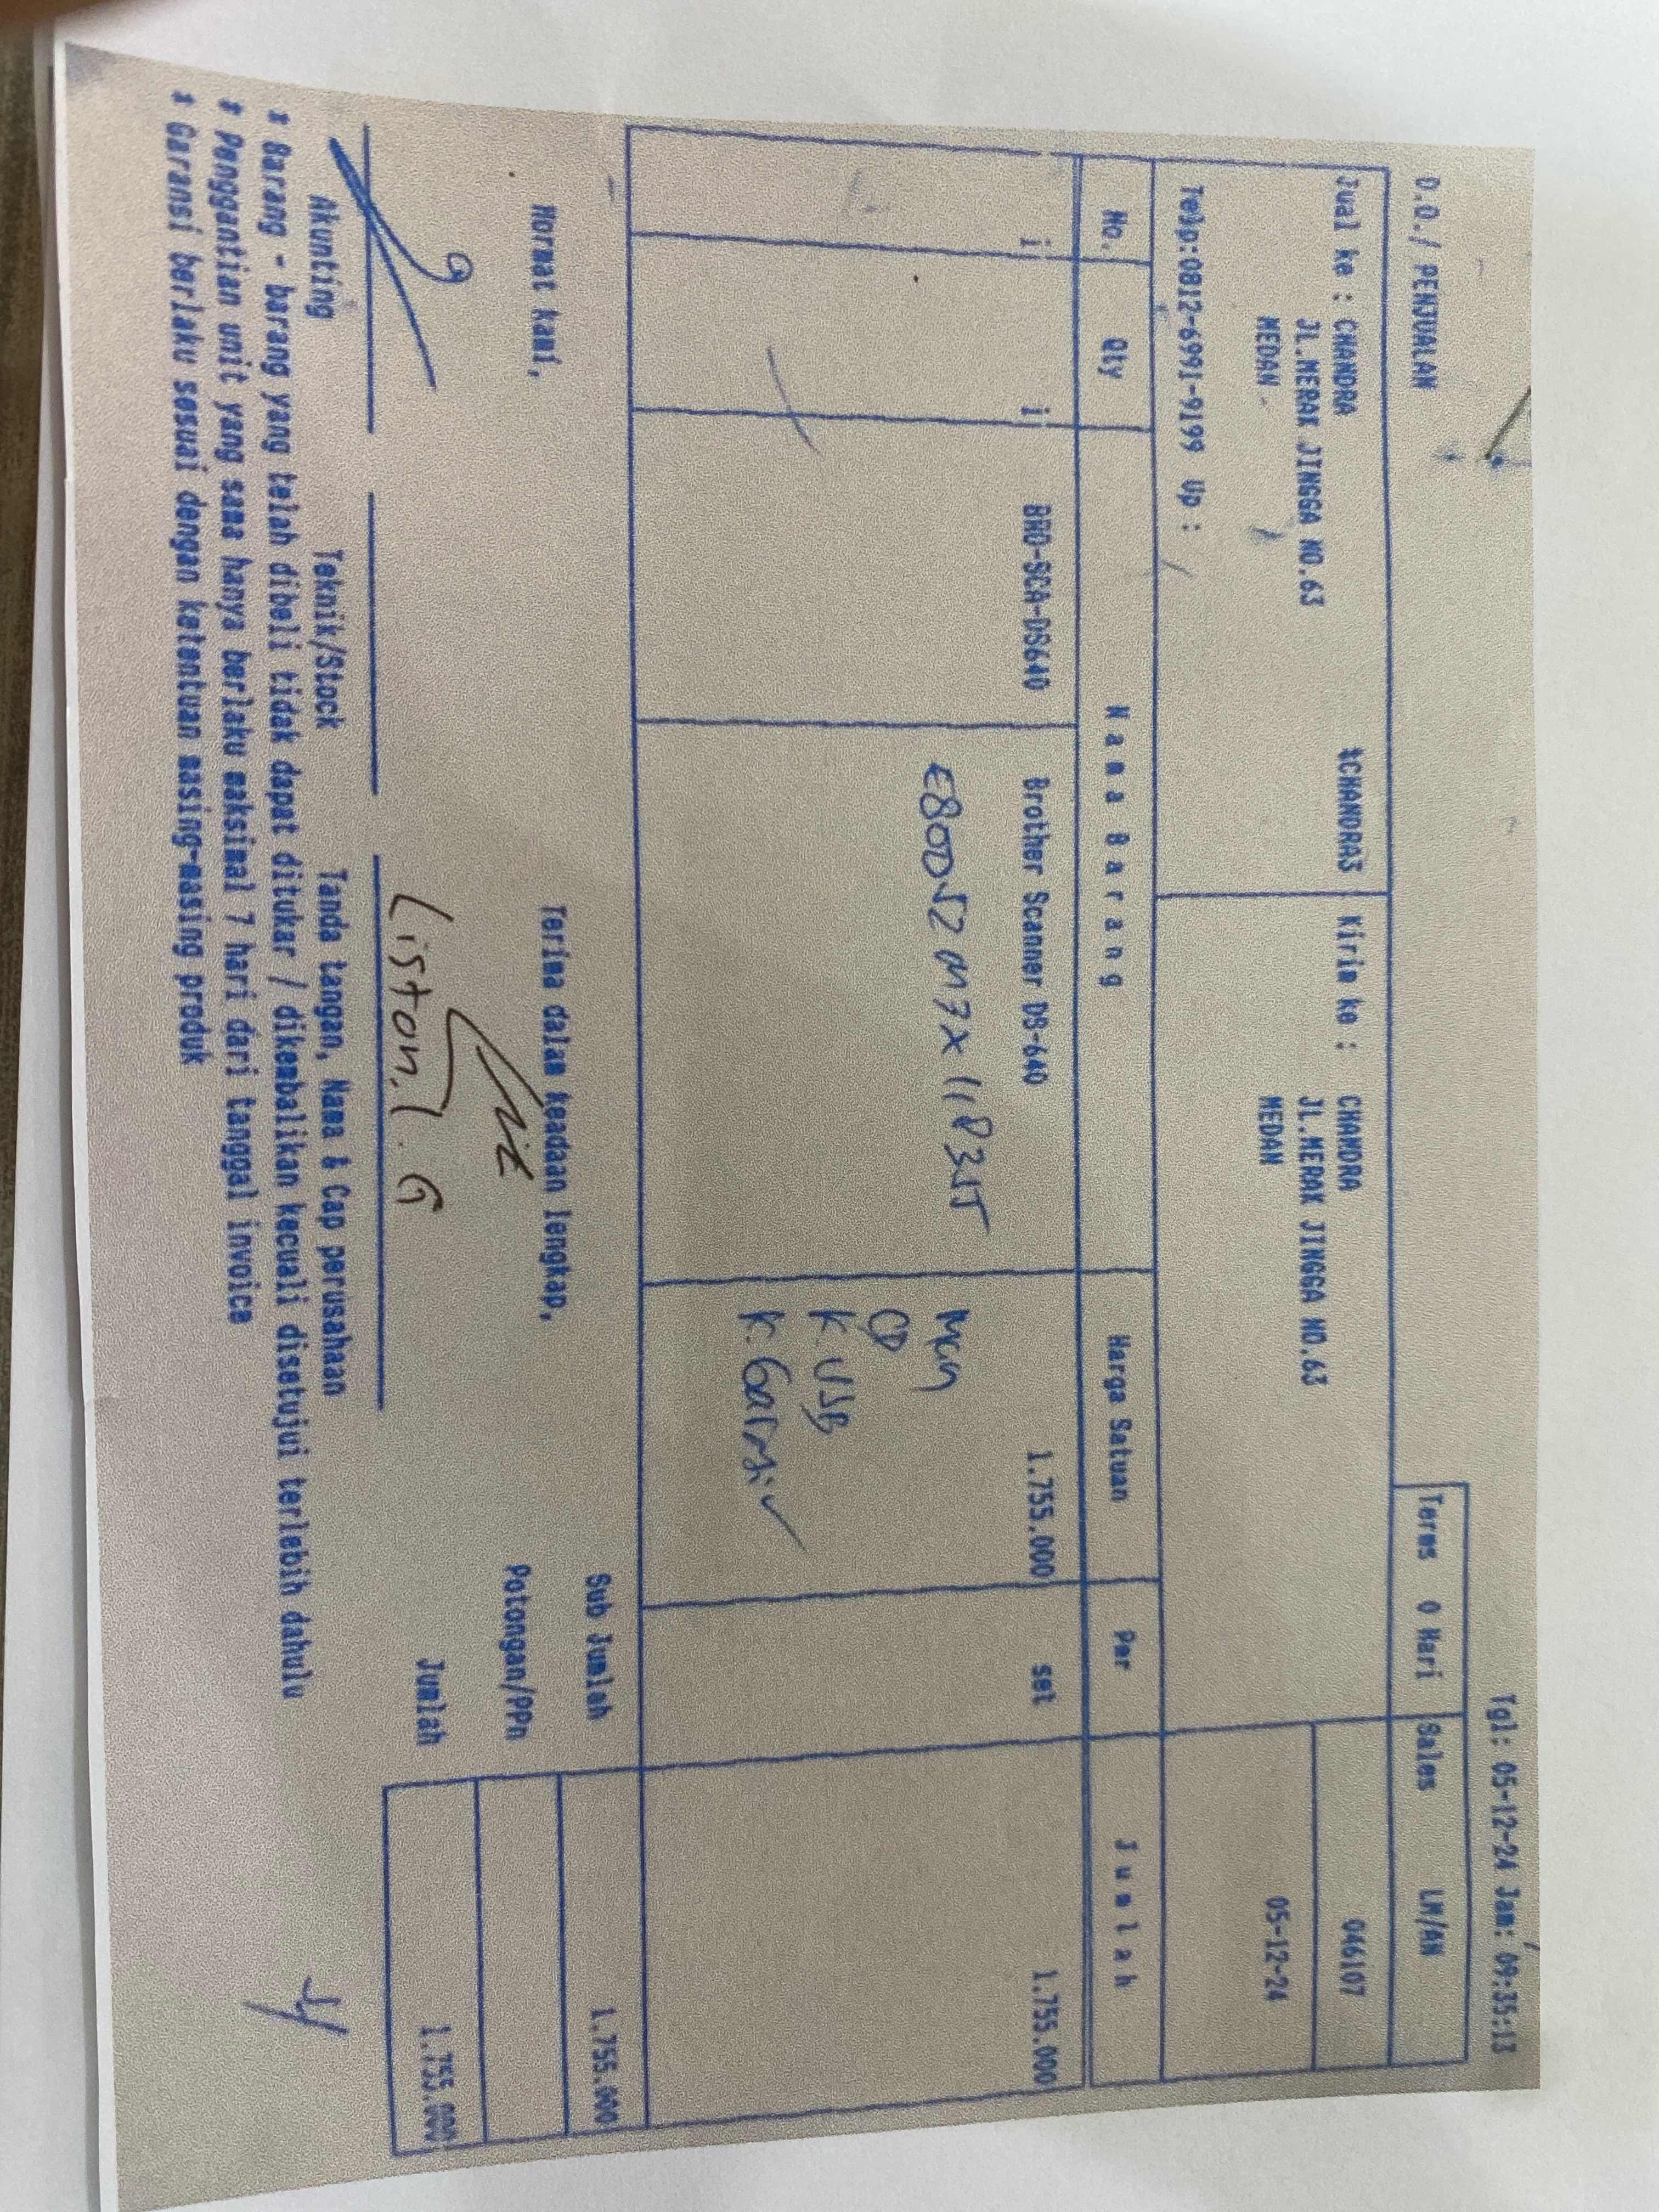 Tgl: 05-12-24 Jam: 09:35:13
D.O./ PENJUALAN
Terms 0 Hari Sales LM/AN
Jual ke : CHANDRA %CHANDRA3 Kirim ke : CHANDRA 046107
JL.MERAK JINGGA NO.63 JL.MERAK JINGGA NO.63
MEDAN MEDAN 05-12-24
Telp:0812-6991-9199 Up :
No. Qty Nama Barang Harga Satuan Per Jumlah
1 1 BRO-SCA-DS640 Brother Scanner DS-640 1.755.000 set 1.755.000
CD
K. USB
K. Garansi
Sub Jumlah 1.755.000
Hormat kami, Terima dalam keadaan lengkap, Potongan/PPn
Liston. G
Jumlah 1.755.000
Akunting Teknik/Stock Tanda tangan, Nama & Cap perusahaan
* Barang - barang yang telah dibeli tidak dapat ditukar / dikembalikan kecuali disetujui terlebih dahulu
* Penggantian unit yang sama hanya berlaku maksimal 7 hari dari tanggal invoice
* Garansi berlaku sesuai dengan ketentuan masing-masing produk